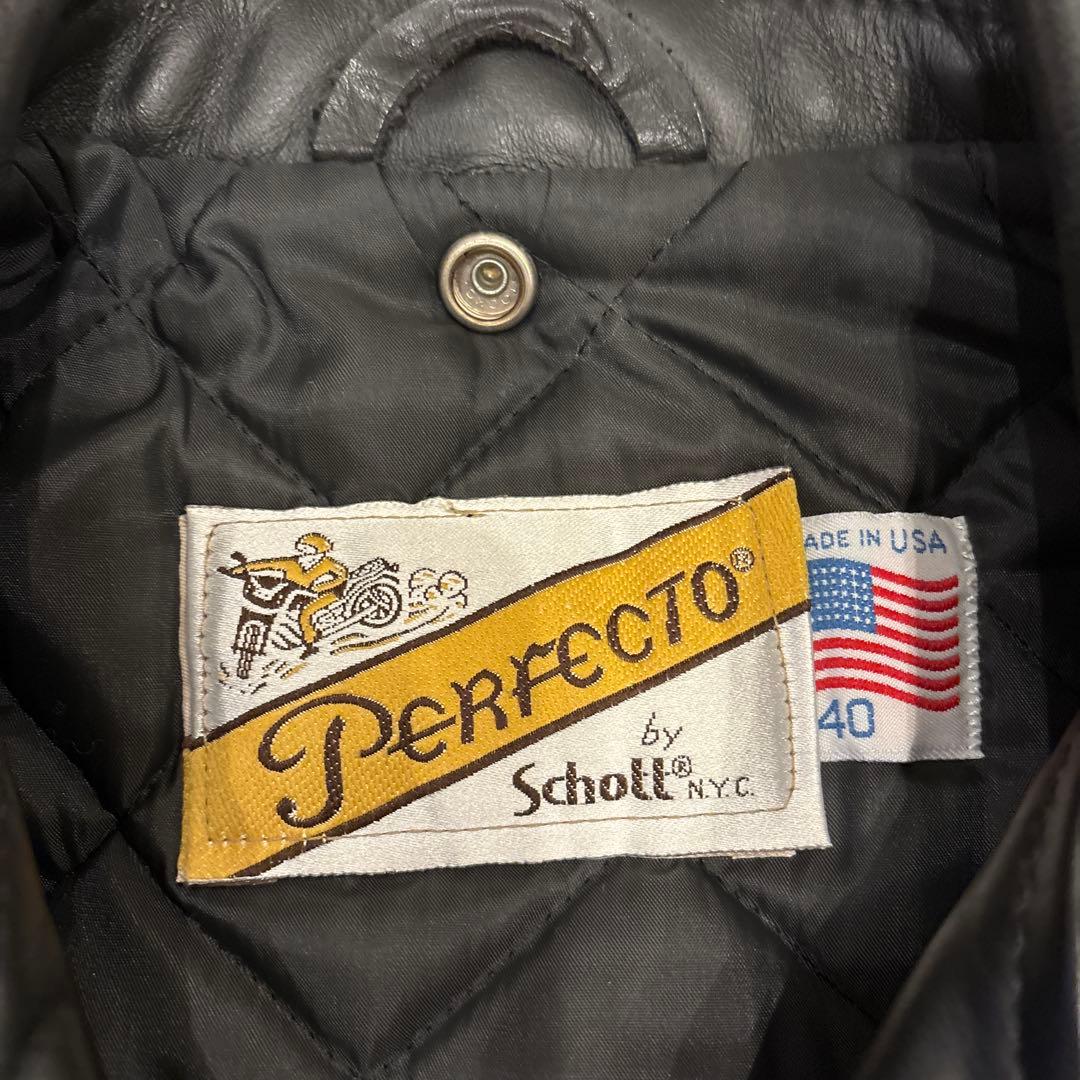 ADE IN USA
PERFECTO®
by
Schott® N.Y.C.
40